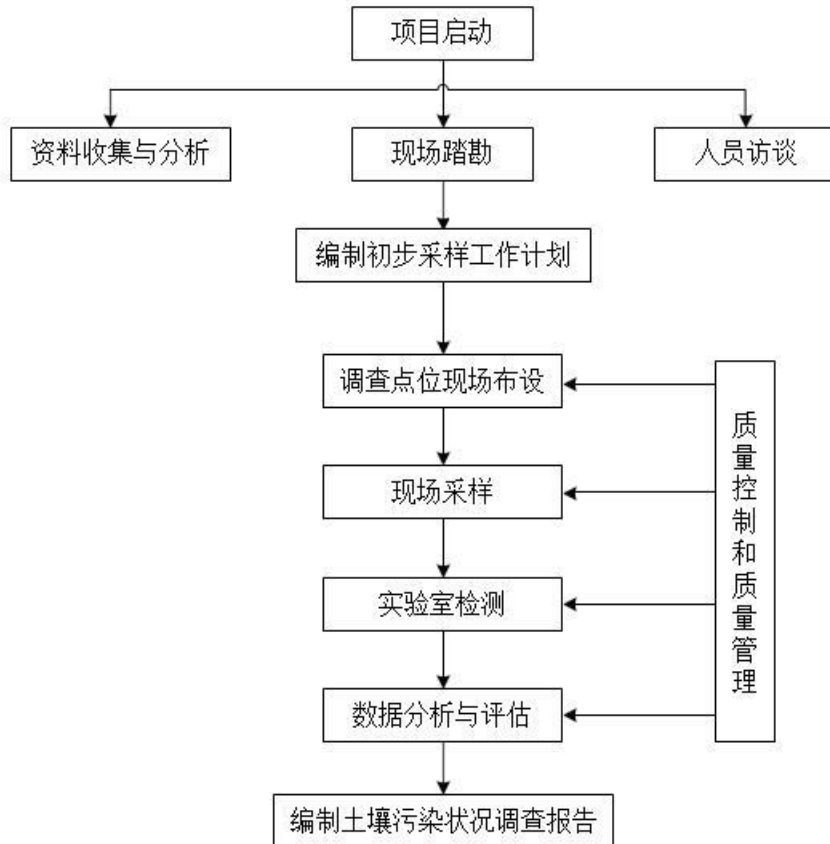 项目启动
资料收集与分析
现场踏勘
人员访谈
编制初步采样工作计划
调查点位现场布设
现场采样
实验室检测
数据分析与评估
质量控制和质量管理
编制土壤污染状况调查报告